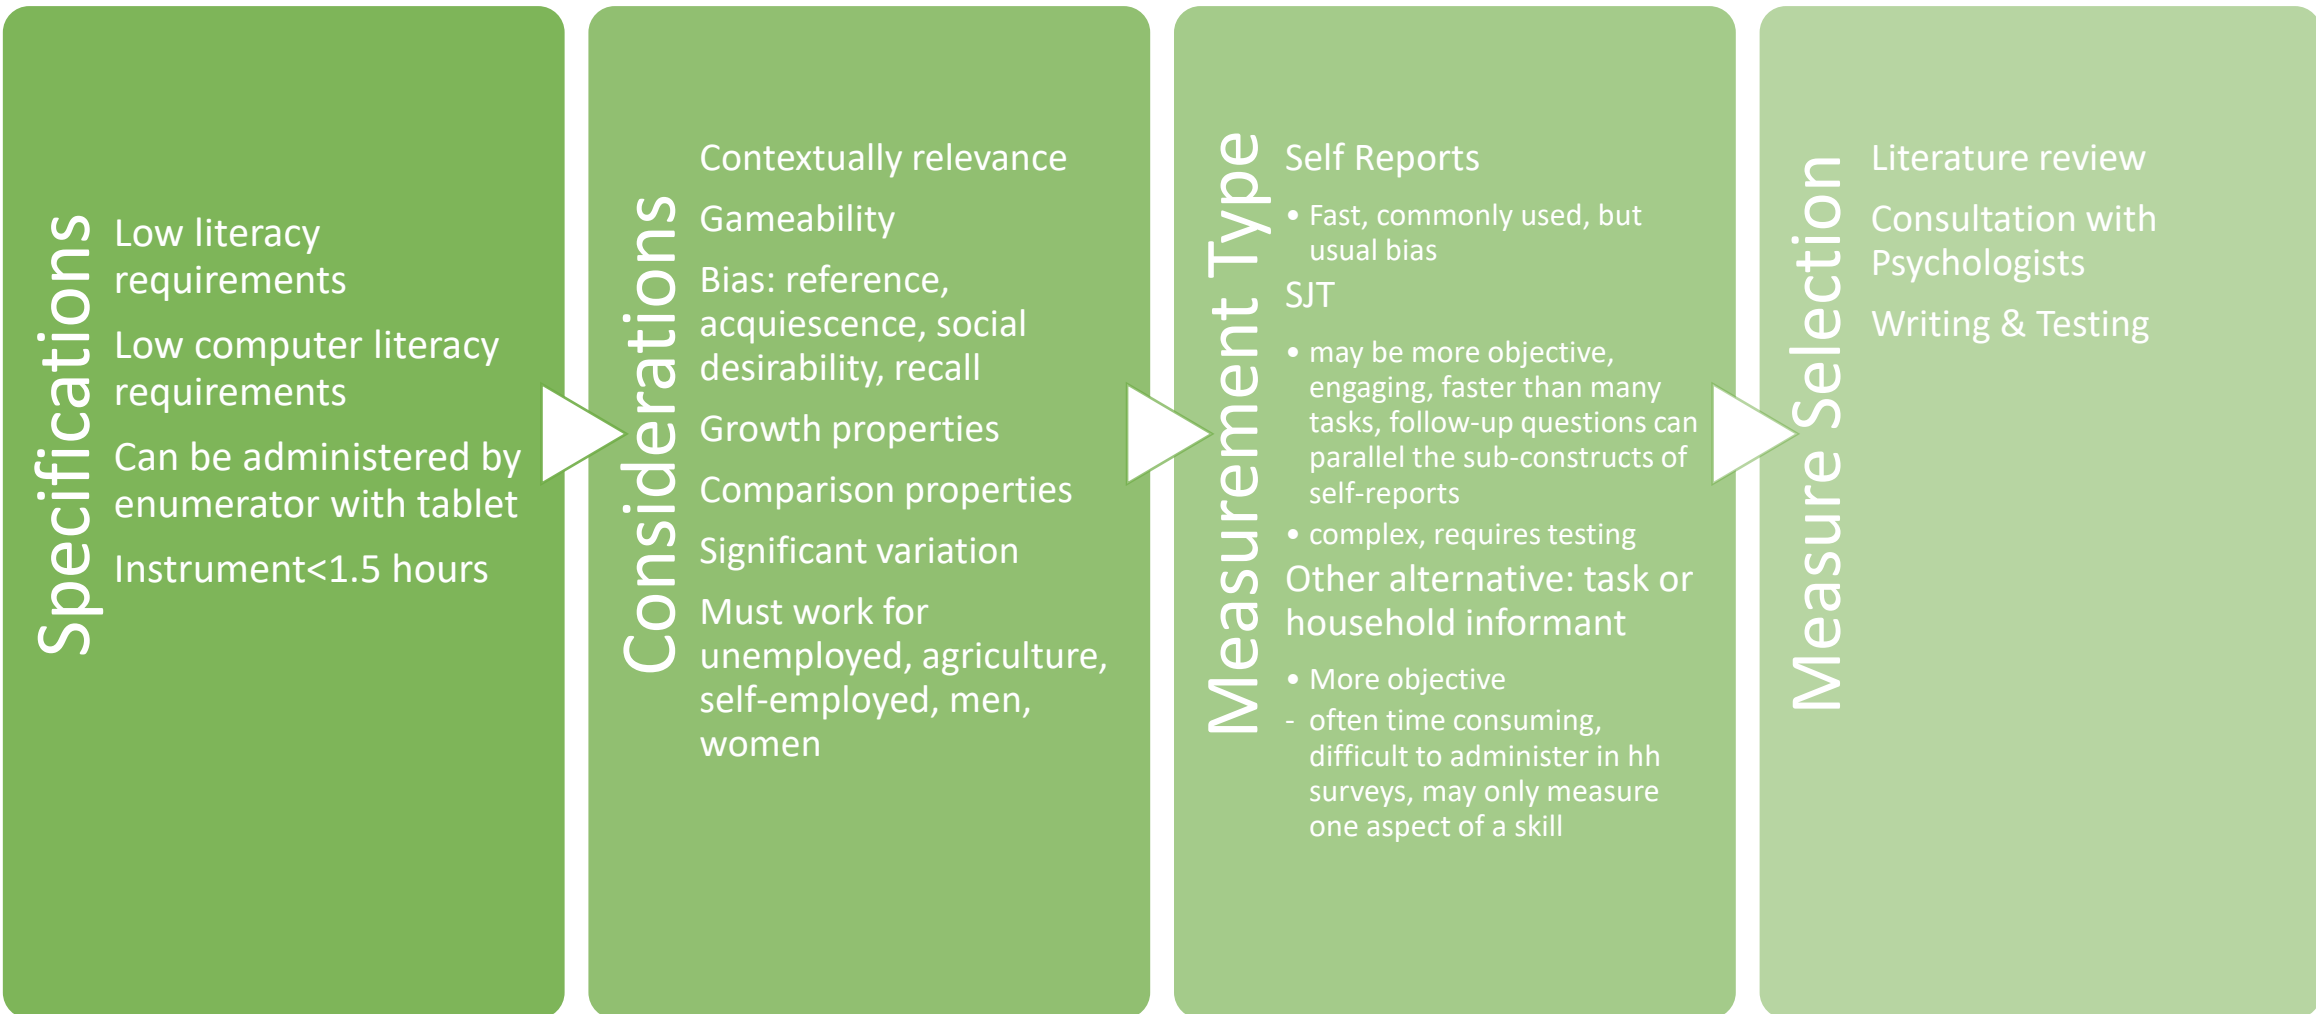 Specifications
Low literacy
requirements
Low computer literacy
requirements
Can be administered by
enumerator with tablet
Instrument<1.5 hours
Considerations
Contextually relevance
Gameability
Bias: reference,
acquiescence, social
desirability, recall
Growth properties
Comparison properties
Significant variation
Must work for
unemployed, agriculture,
self-employed, men,
women
Measurement Type
Self Reports
• Fast, commonly used, but
usual bias
SJT
• may be more objective,
engaging, faster than many
tasks, follow-up questions can
parallel the sub-constructs of
self-reports
• complex, requires testing
Other alternative: task or
household informant
• More objective
- often time consuming,
difficult to administer in hh
surveys, may only measure
one aspect of a skill
Measure Selection
Literature review
Consultation with
Psychologists
Writing & Testing